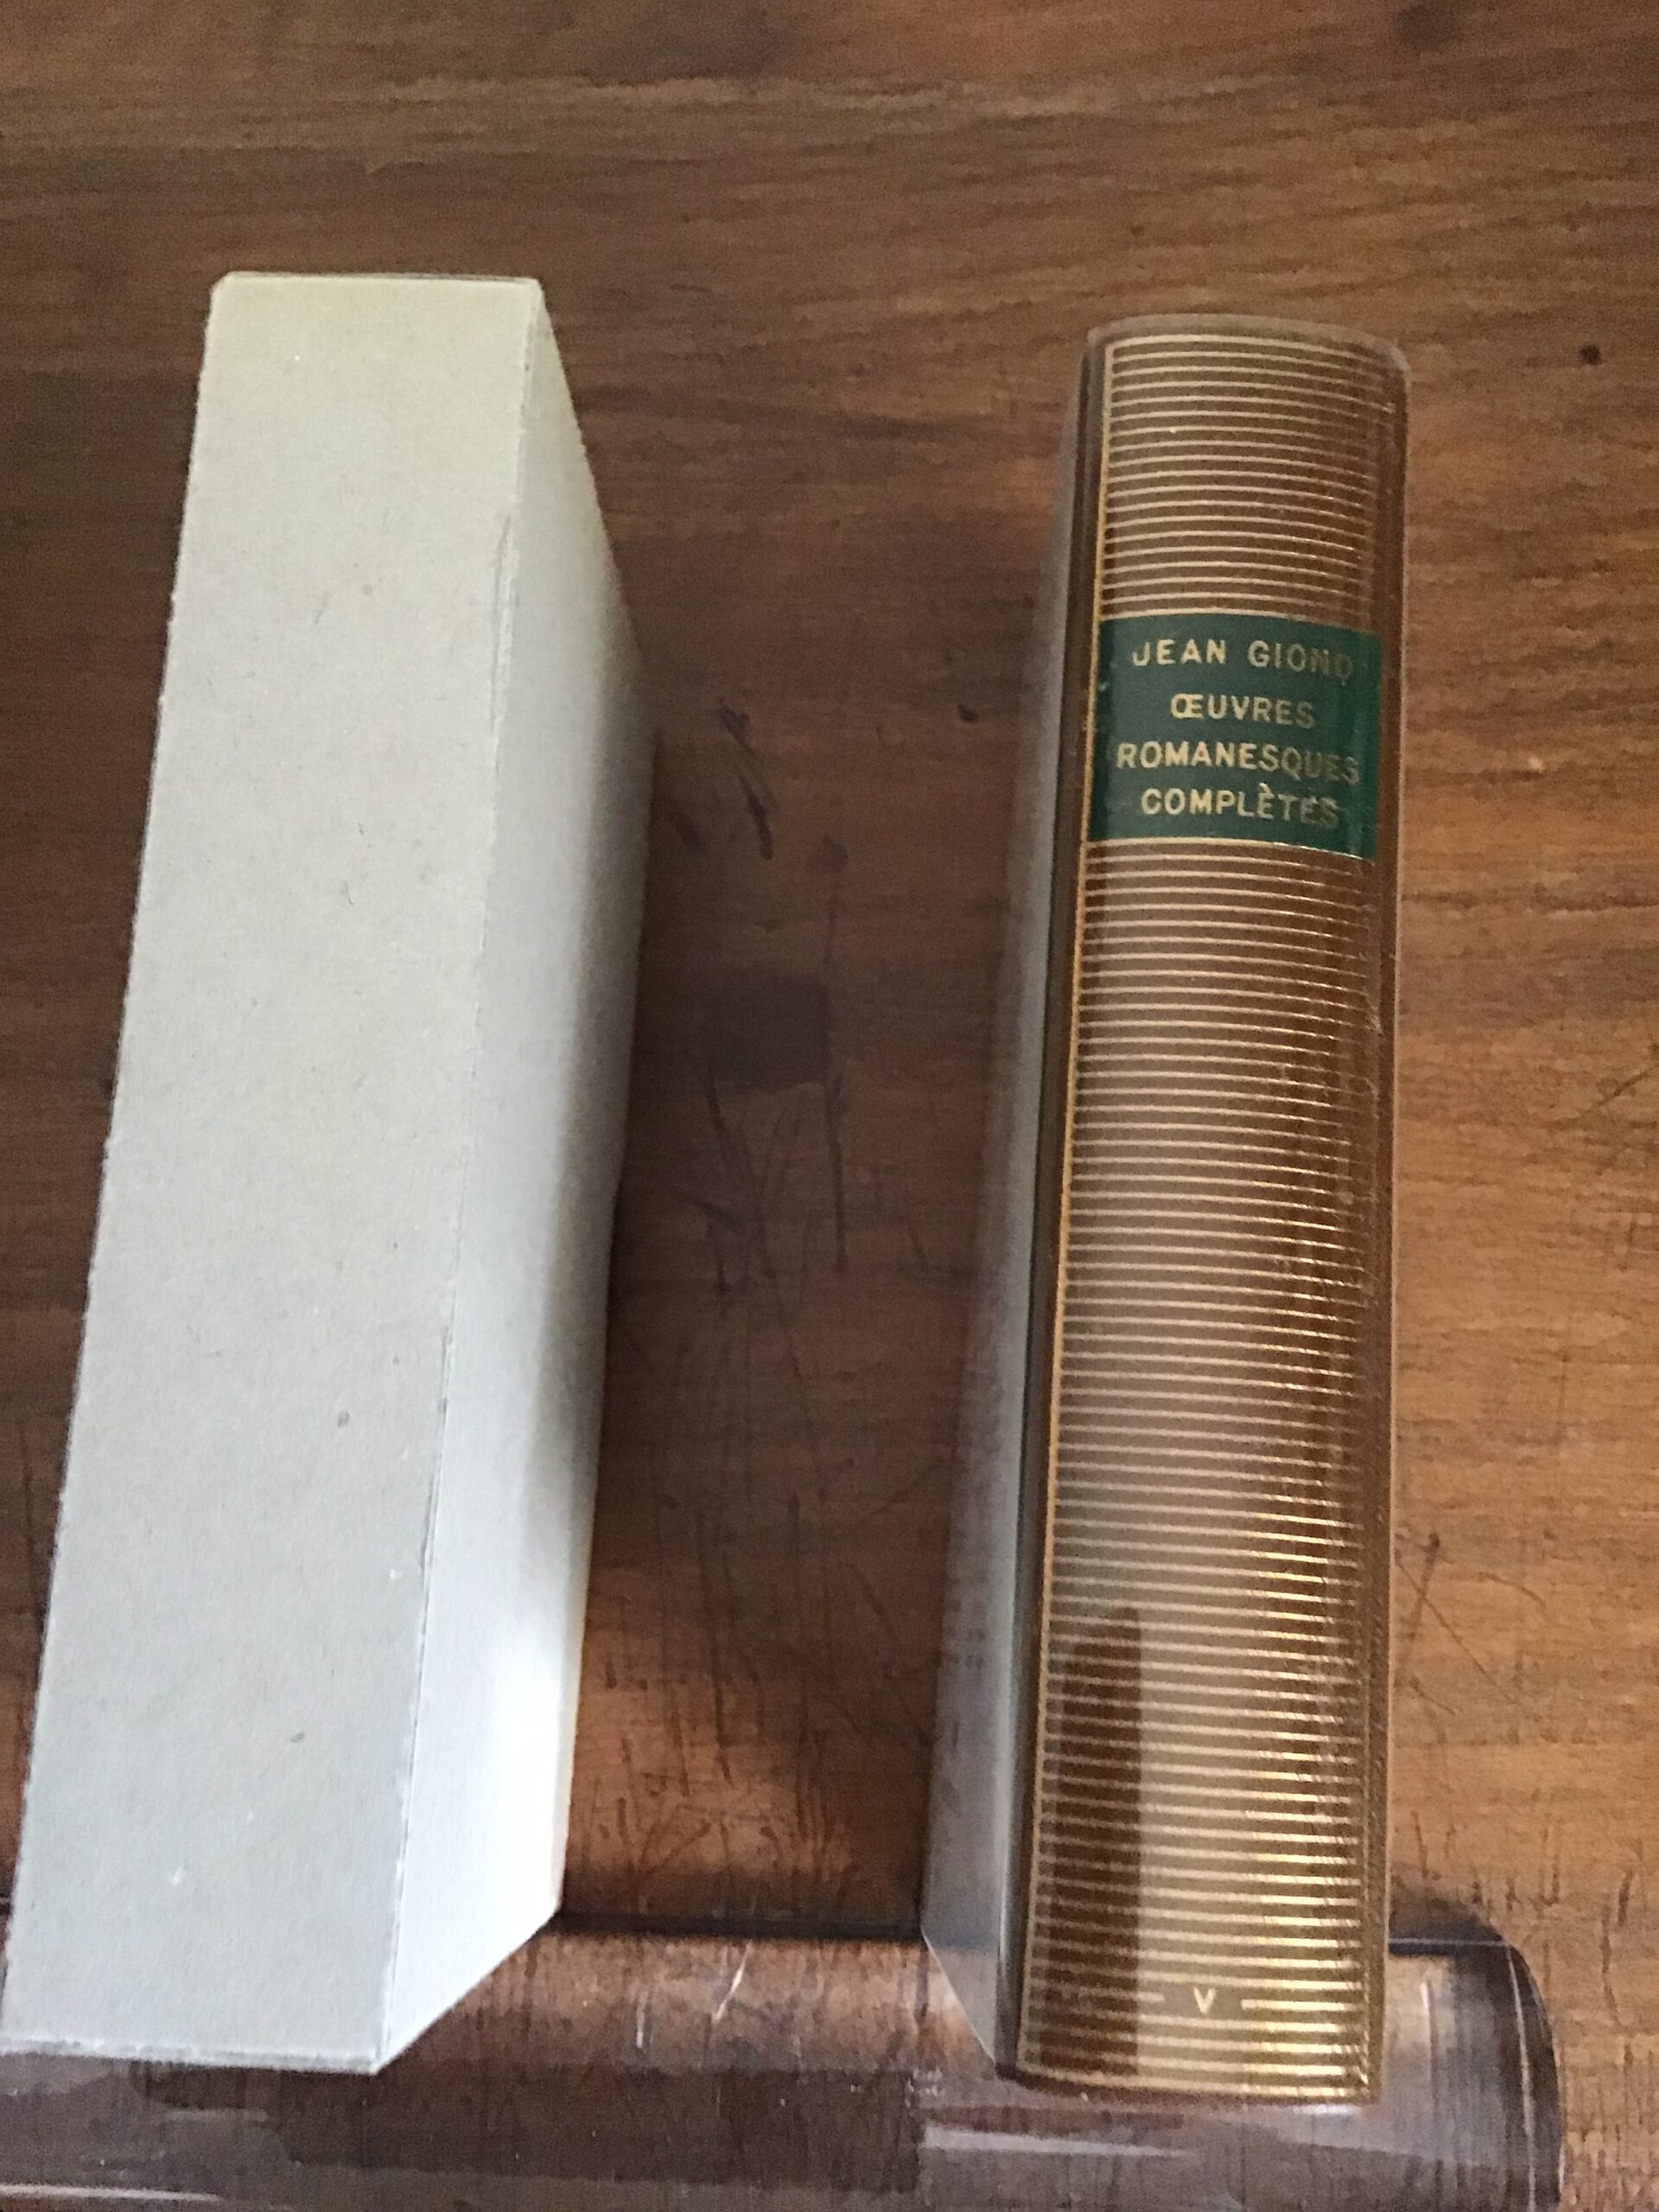 JEAN GIONO
ŒUVRES
ROMANESQUES
COMPLÈTES
V